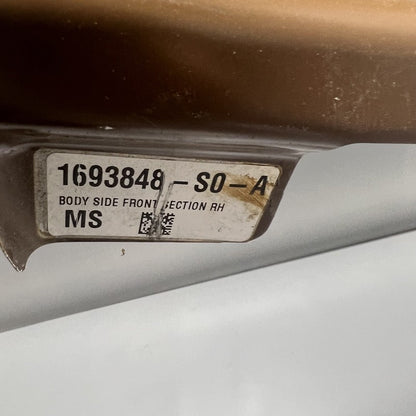 1693848-S0-A
BODY SIDE FRONT SECTION RH
MS